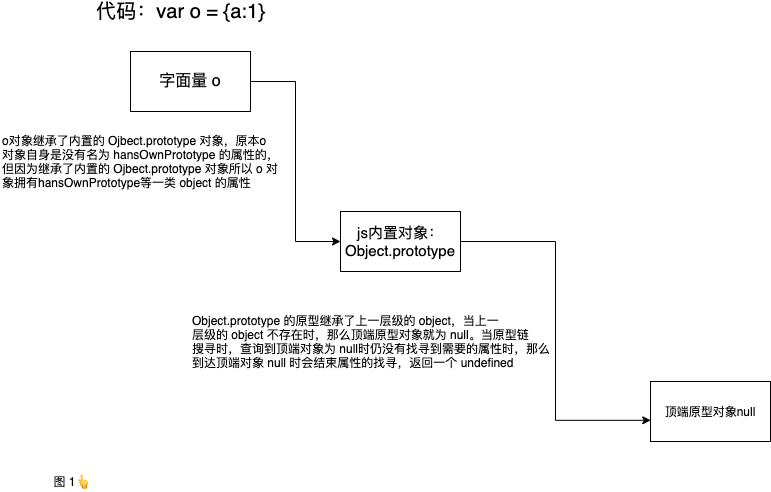 代码：var o = {a:1}
字面量 o
o对象继承了内置的 Ojbect.prototype 对象，原本o
对象自身是没有名为 hansOwnPrototype 的属性的，
但因为继承了内置的 Ojbect.prototype 对象所以 o 对
象拥有hansOwnPrototype等一类 object 的属性
js内置对象：
Object.prototype
Object.prototype 的原型继承了上一层级的 object，当上一
层级的 object 不存在时，那么顶端原型对象就为 null。当原型链
搜寻时，查询到顶端对象为 null时仍没有找寻到需要的属性时，那么
到达顶端对象 null 时会结束属性的找寻，返回一个 undefined
顶端原型对象null
图 1👆